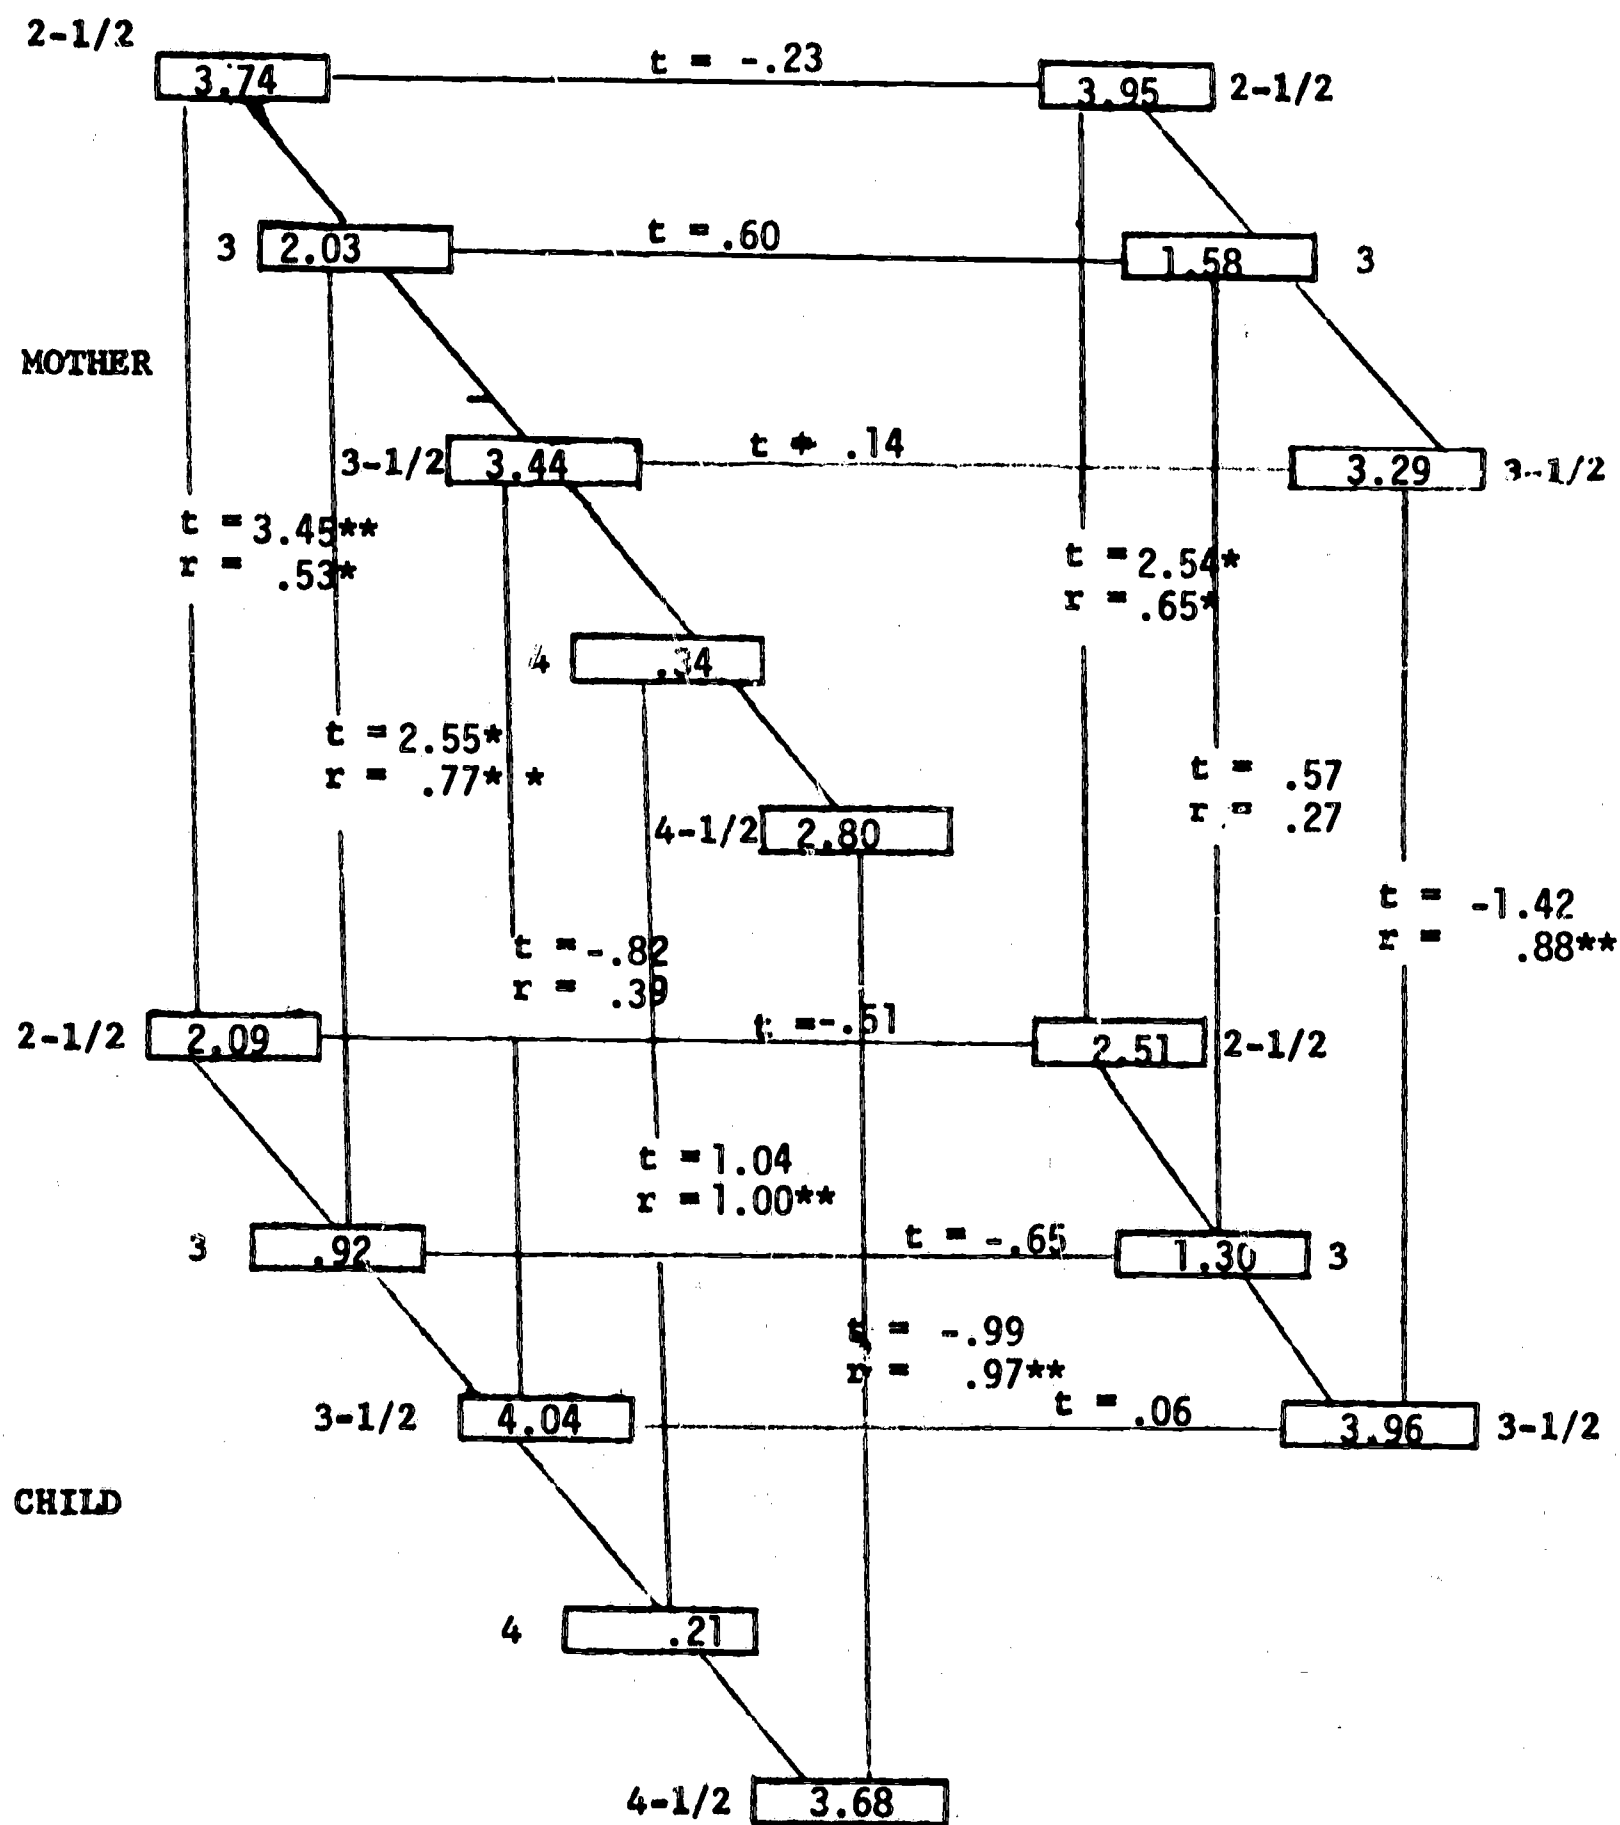 2-1/2 3.74 t = -.23 3.95 2-1/2
3 2.03 t = .60 1.58 3
MOTHER
3-1/2 3.44 t = .14 3.29 3-1/2
t = 3.45**
r = .53*
t = 2.54*
r = .65*
4 .34
t = 2.55*
r = .77* *
t = .57
r = .27
4-1/2 2.80
t = -1.42
r = .88**
t = -.82
r = .39
2-1/2 2.09 t = -.51 2.51 2-1/2
t = 1.04
r = 1.00**
3 .92 t = -.65 1.30 3
t = -.99
r = .97**
3-1/2 4.04 t = .06 3.96 3-1/2
CHILD
4 .21
4-1/2 3.68